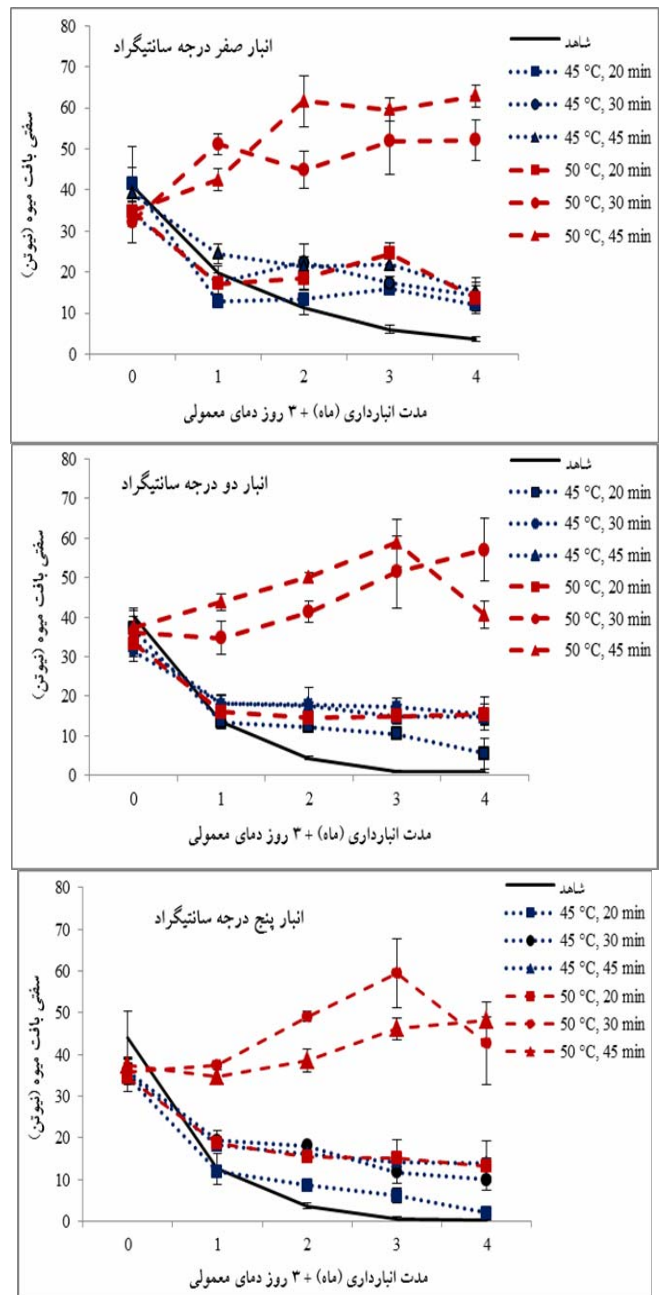 انبار صفر درجه سانتیگراد
سفتی بافت میوه (نیوتن)
80
70
60
50
40
30
20
10
0
0 1 2 3 4
مدت انبارداری (ماه) + ۳ روز دمای معمولی
شاهد
45 °C, 20 min
45 °C, 30 min
45 °C, 45 min
50 °C, 20 min
50 °C, 30 min
50 °C, 45 min
انبار دو درجه سانتیگراد
سفتی بافت میوه (نیوتن)
80
70
60
50
40
30
20
10
0
0 1 2 3 4
مدت انبارداری (ماه) + ۳ روز دمای معمولی
شاهد
45 °C, 20 min
45 °C, 30 min
45 °C, 45 min
50 °C, 20 min
50 °C, 30 min
50 °C, 45 min
انبار پنج درجه سانتیگراد
سفتی بافت میوه (نیوتن)
80
70
60
50
40
30
20
10
0
0 1 2 3 4
مدت انبارداری (ماه) + ۳ روز دمای معمولی
شاهد
45 °C, 20 min
45 °C, 30 min
45 °C, 45 min
50 °C, 20 min
50 °C, 30 min
50 °C, 45 min